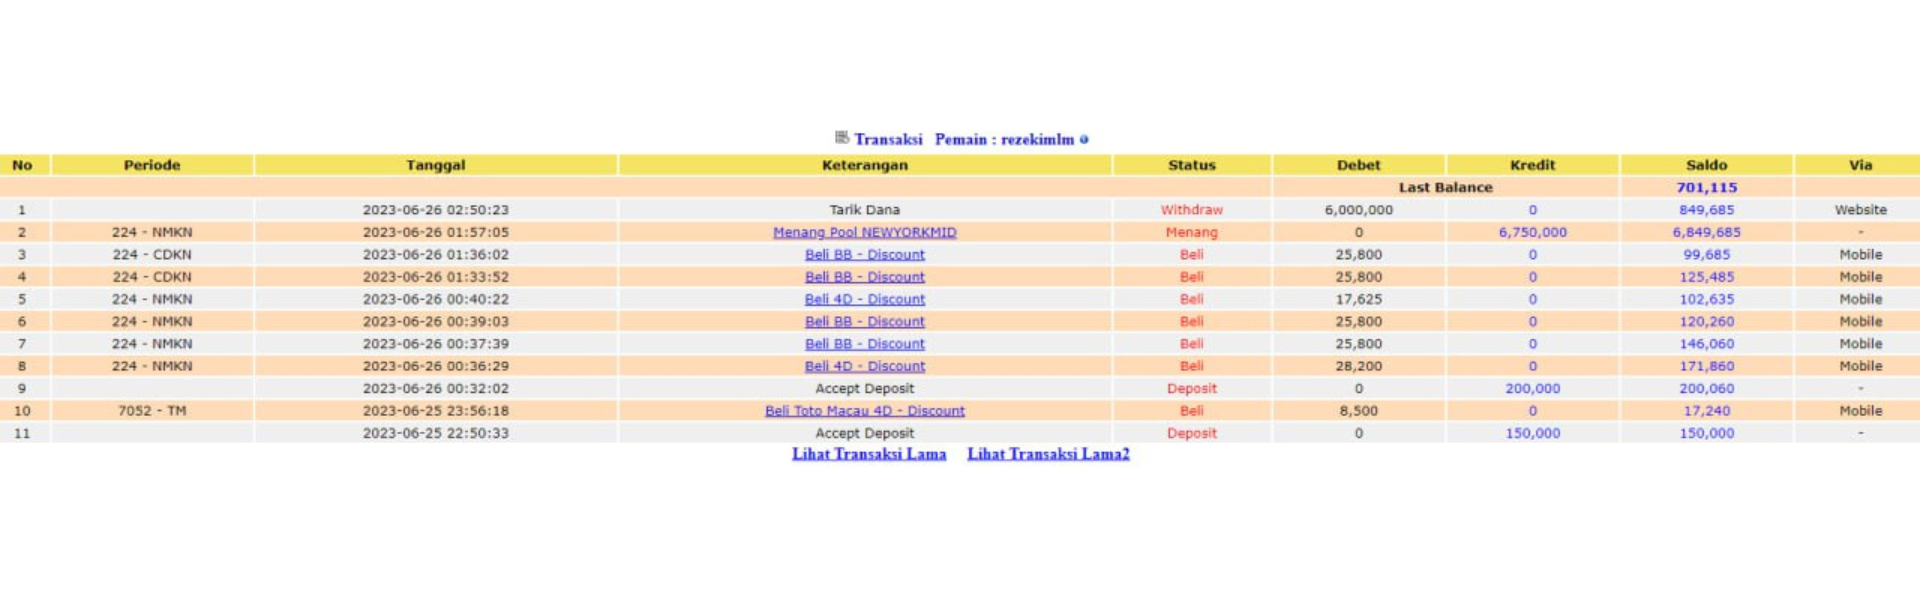 Transaksi Pemain : rezekimlm
No Periode Tanggal Keterangan Status Debet Kredit Saldo Via
Last Balance 701,115
1 2023-06-26 02:50:23 Tarik Dana Withdraw 6,000,000 0 849,685 Website
2 224 - NMKN 2023-06-26 01:57:05 Menang Pool NEWYORKMID Menang 0 6,750,000 6,849,685 -
3 224 - CDKN 2023-06-26 01:36:02 Beli BB - Discount Beli 25,800 0 99,685 Mobile
4 224 - CDKN 2023-06-26 01:33:52 Beli BB - Discount Beli 25,800 0 125,485 Mobile
5 224 - NMKN 2023-06-26 00:40:22 Beli 4D - Discount Beli 17,625 0 102,635 Mobile
6 224 - NMKN 2023-06-26 00:39:03 Beli BB - Discount Beli 25,800 0 120,260 Mobile
7 224 - NMKN 2023-06-26 00:37:39 Beli BB - Discount Beli 25,800 0 146,060 Mobile
8 224 - NMKN 2023-06-26 00:36:29 Beli 4D - Discount Beli 28,200 0 171,860 Mobile
9 2023-06-26 00:32:02 Accept Deposit Deposit 0 200,000 200,060 -
10 7052 - TM 2023-06-25 23:56:18 Beli Toto Macau 4D - Discount Beli 8,500 0 17,240 Mobile
11 2023-06-25 22:50:33 Accept Deposit Deposit 0 150,000 150,000 -
Lihat Transaksi Lama Lihat Transaksi Lama2